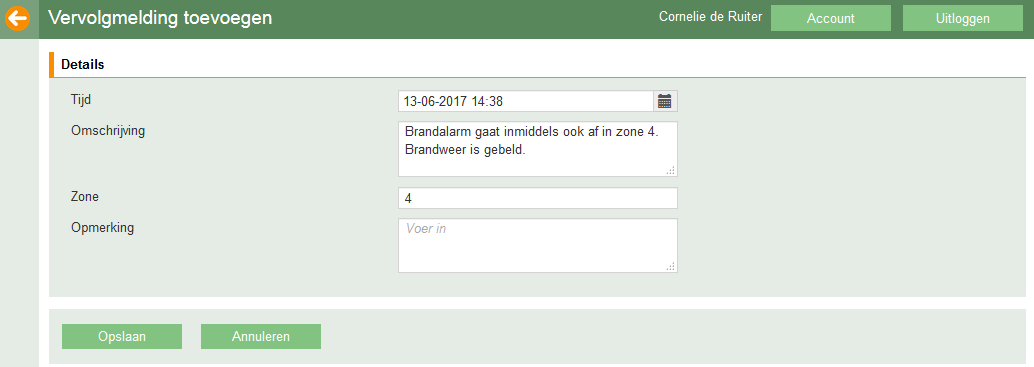 Vervolgmelding toevoegen
Cornelie de Ruiter
Account
Uitloggen
Details
Tijd
13-06-2017 14:38
Omschrijving
Brandalarm gaat inmiddels ook af in zone 4.
Brandweer is gebeld.
Zone
4
Opmerking
Voer in
Opslaan
Annuleren